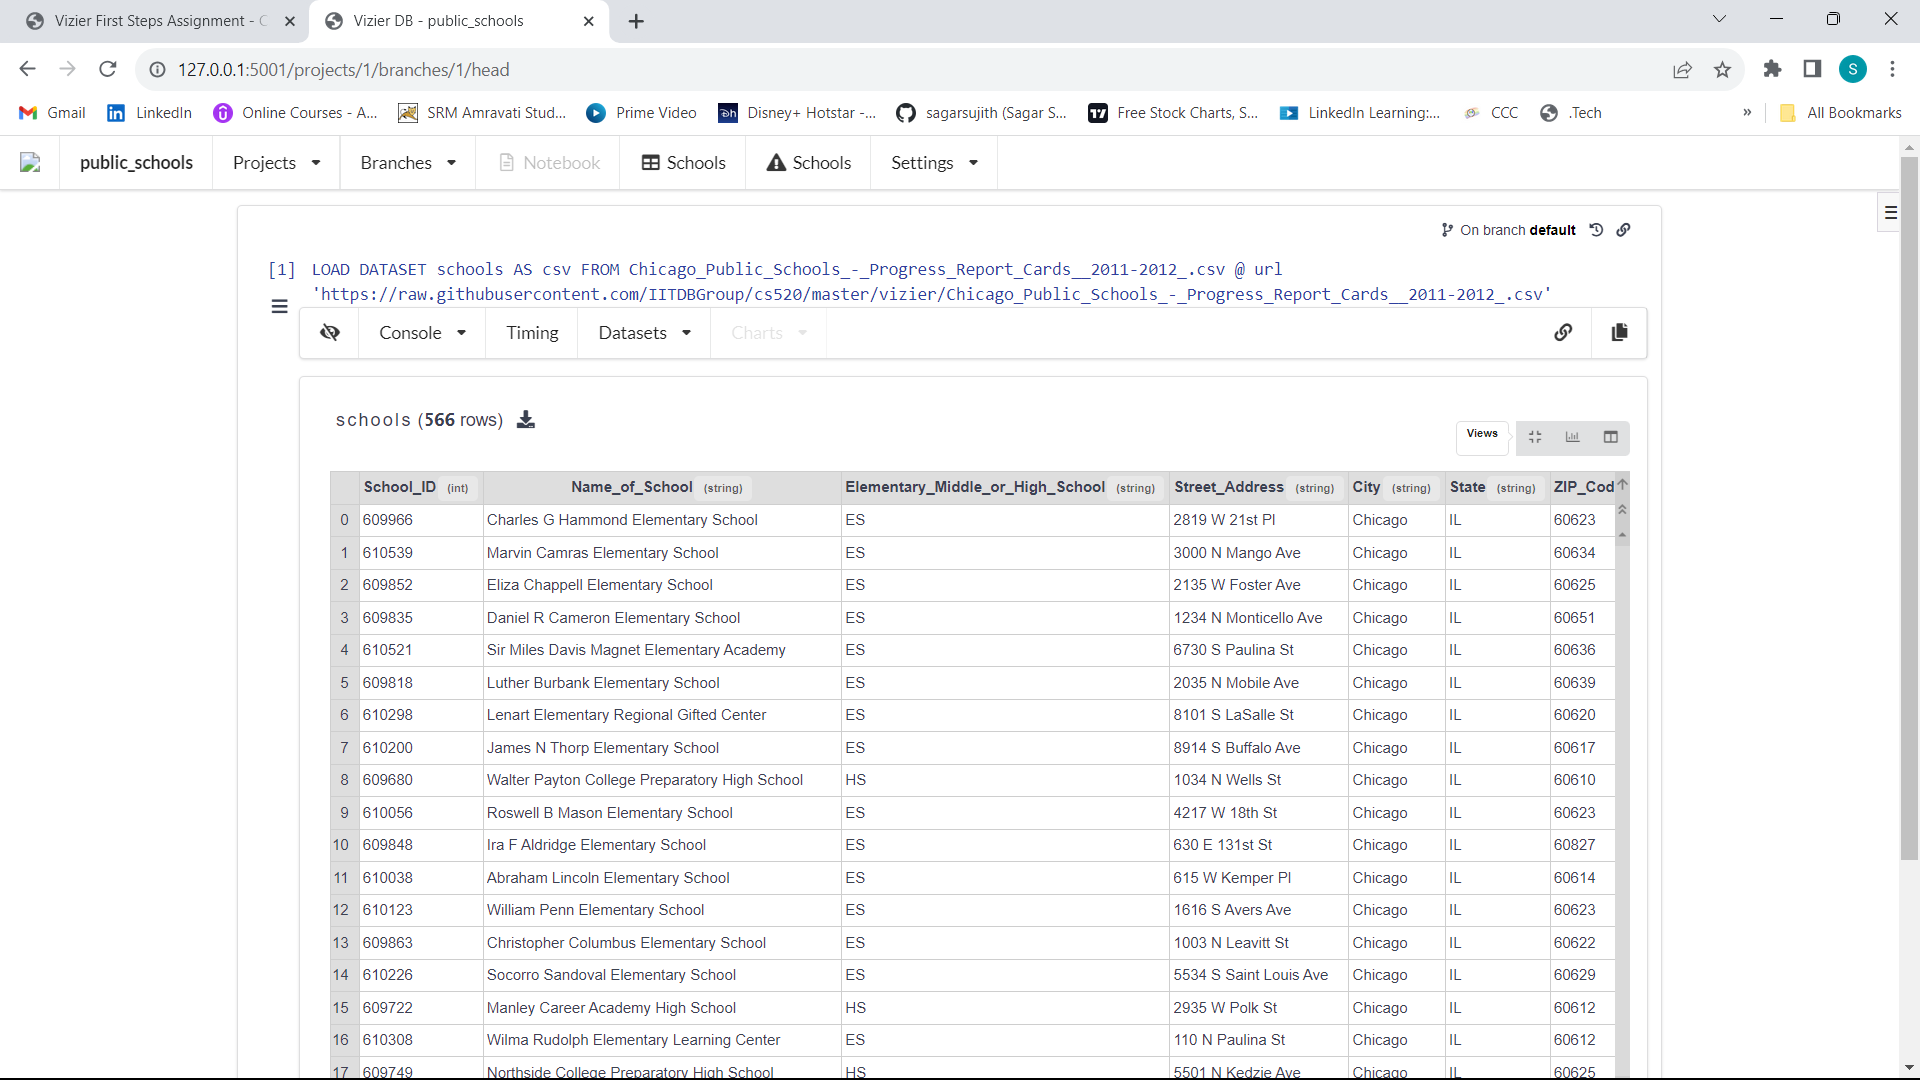 Vizier First Steps Assignment - C
Vizier DB - public_schools
127.0.0.1:5001/projects/1/branches/1/head
S
Gmail
LinkedIn
Online Courses - A...
SRM Amravati Stud...
Prime Video
Disney+ Hotstar -...
sagarsujith (Sagar S...
Free Stock Charts, S...
LinkedIn Learning:...
CCC
.Tech
»
All Bookmarks
public_schools
Projects
Branches
Notebook
Schools
Schools
Settings
On branch default
[1] LOAD DATASET schools AS csv FROM Chicago_Public_Schools_-_Progress_Report_Cards__2011-2012_.csv @ url
'https://raw.githubusercontent.com/IITDBGroup/cs520/master/vizier/Chicago_Public_Schools_-_Progress_Report_Cards__2011-2012_.csv'
Console
Timing
Datasets
Charts
schools (566 rows)
Views
School_ID (int) Name_of_School (string) Elementary_Middle_or_High_School (string) Street_Address (string) City (string) State (string) ZIP_Cod
0 609966 Charles G Hammond Elementary School ES 2819 W 21st Pl Chicago IL 60623
1 610539 Marvin Camras Elementary School ES 3000 N Mango Ave Chicago IL 60634
2 609852 Eliza Chappell Elementary School ES 2135 W Foster Ave Chicago IL 60625
3 609835 Daniel R Cameron Elementary School ES 1234 N Monticello Ave Chicago IL 60651
4 610521 Sir Miles Davis Magnet Elementary Academy ES 6730 S Paulina St Chicago IL 60636
5 609818 Luther Burbank Elementary School ES 2035 N Mobile Ave Chicago IL 60639
6 610298 Lenart Elementary Regional Gifted Center ES 8101 S LaSalle St Chicago IL 60620
7 610200 James N Thorp Elementary School ES 8914 S Buffalo Ave Chicago IL 60617
8 609680 Walter Payton College Preparatory High School HS 1034 N Wells St Chicago IL 60610
9 610056 Roswell B Mason Elementary School ES 4217 W 18th St Chicago IL 60623
10 609848 Ira F Aldridge Elementary School ES 630 E 131st St Chicago IL 60827
11 610038 Abraham Lincoln Elementary School ES 615 W Kemper Pl Chicago IL 60614
12 610123 William Penn Elementary School ES 1616 S Avers Ave Chicago IL 60623
13 609863 Christopher Columbus Elementary School ES 1003 N Leavitt St Chicago IL 60622
14 610226 Socorro Sandoval Elementary School ES 5534 S Saint Louis Ave Chicago IL 60629
15 609722 Manley Career Academy High School HS 2935 W Polk St Chicago IL 60612
16 610308 Wilma Rudolph Elementary Learning Center ES 110 N Paulina St Chicago IL 60612
17 609749 Northside College Preparatory High School HS 5501 N Kedzie Ave Chicago IL 60625